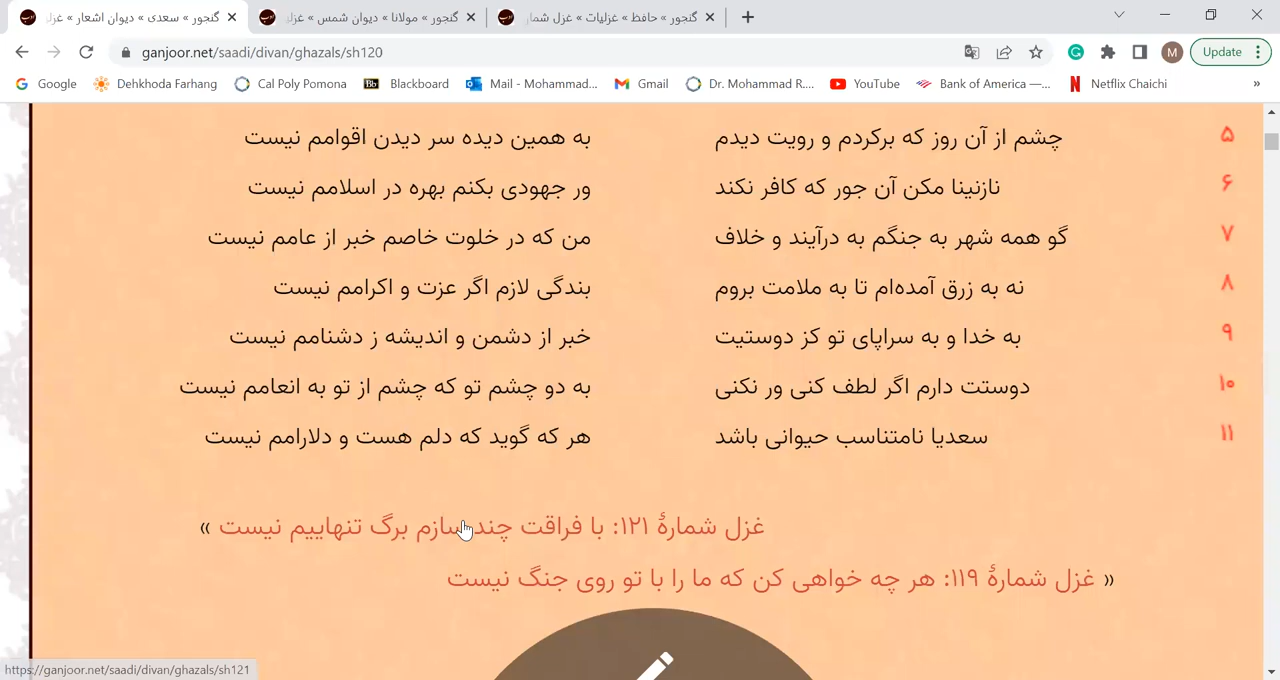 گنجور » سعدی » دیوان اشعار » غزل
گنجور » مولانا » دیوان شمس » غزلی
گنجور » حافظ » غزلیات » غزل شمار
ganjoor.net/saadi/divan/ghazals/sh120
M
Update
Google
Dehkhoda Farhang
Cal Poly Pomona
Bb Blackboard
Mail - Mohammad...
Gmail
Dr. Mohammad R....
YouTube
Bank of America —...
Netflix Chaichi
»
۵ چشم از آن روز که برکردم و رویت دیدم به همین دیده سر دیدن اقوامم نیست
۶ نازنینا مکن آن جور که کافر نکند ور جهودی بکنم بهره در اسلامم نیست
۷ گو همه شهر به جنگم به درآیند و خلاف من که در خلوت خاصم خبر از عامم نیست
۸ نه به زرق آمده‌ام تا به ملامت بروم بندگی لازم اگر عزت و اکرامم نیست
۹ به خدا و به سراپای تو کز دوستیت خبر از دشمن و اندیشه ز دشنامم نیست
۱۰ دوستت دارم اگر لطف کنی ور نکنی به دو چشم تو که چشم از تو به انعامم نیست
۱۱ سعدیا نامتناسب حیوانی باشد هر که گوید که دلم هست و دلارامم نیست
غزل شمارهٔ ۱۲۱: با فراقت چند سازم برگ تنهاییم نیست »
« غزل شمارهٔ ۱۱۹: هر چه خواهی کن که ما را با تو روی جنگ نیست
https://ganjoor.net/saadi/divan/ghazals/sh121